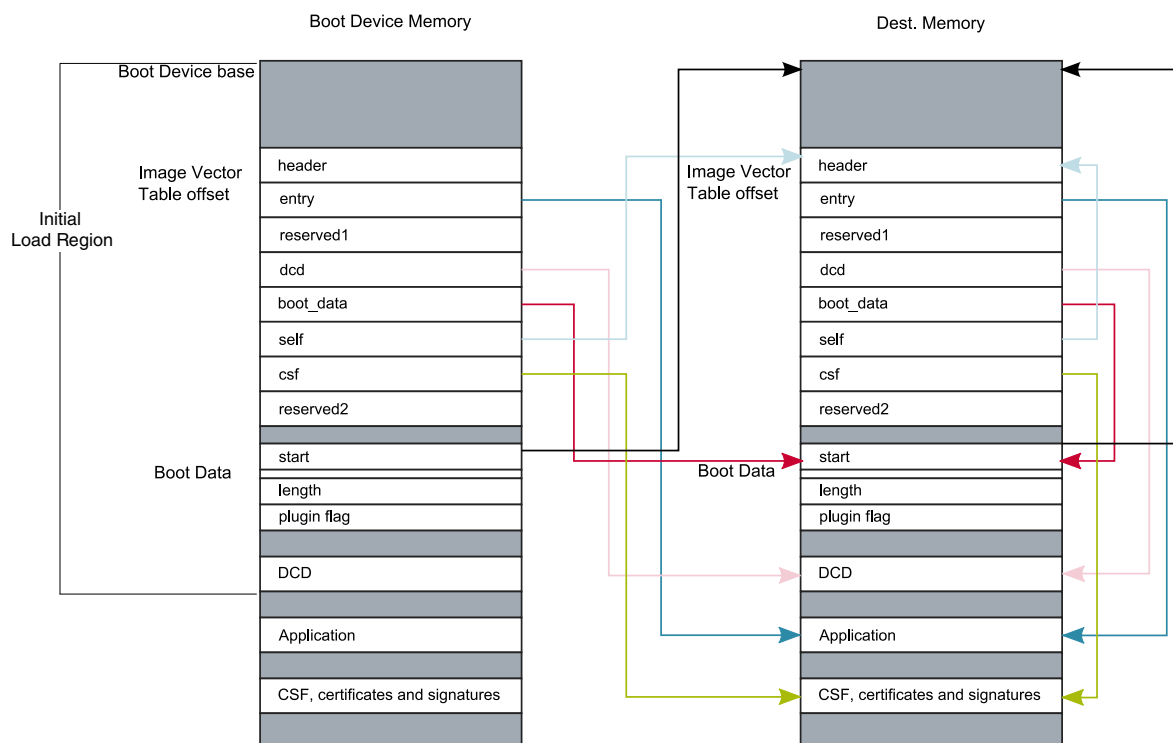 Boot Device Memory
Dest. Memory
Boot Device base
Image Vector
Table offset
Initial
Load Region
Boot Data
header
entry
reserved1
dcd
boot_data
self
csf
reserved2
start
length
plugin flag
DCD
Application
CSF, certificates and signatures
Image Vector
Table offset
Boot Data
header
entry
reserved1
dcd
boot_data
self
csf
reserved2
start
length
plugin flag
DCD
Application
CSF, certificates and signatures